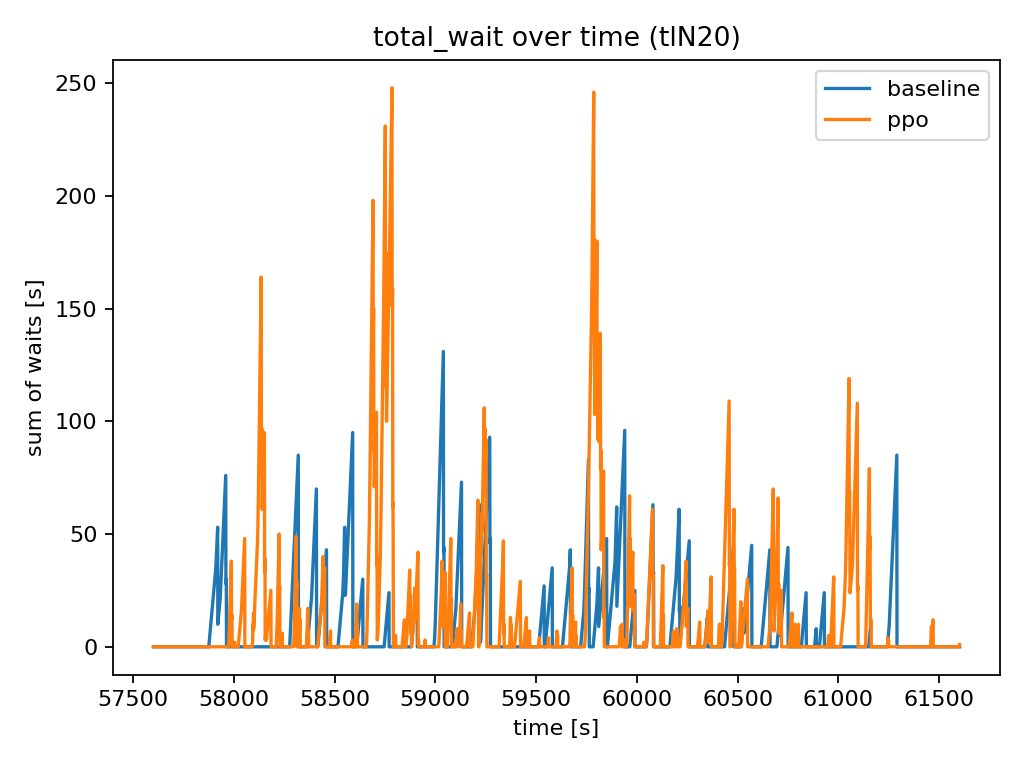 total_wait over time (tlN20)
baseline
ppo
250
200
150
100
50
0
sum of waits [s]
57500 58000 58500 59000 59500 60000 60500 61000 61500
time [s]